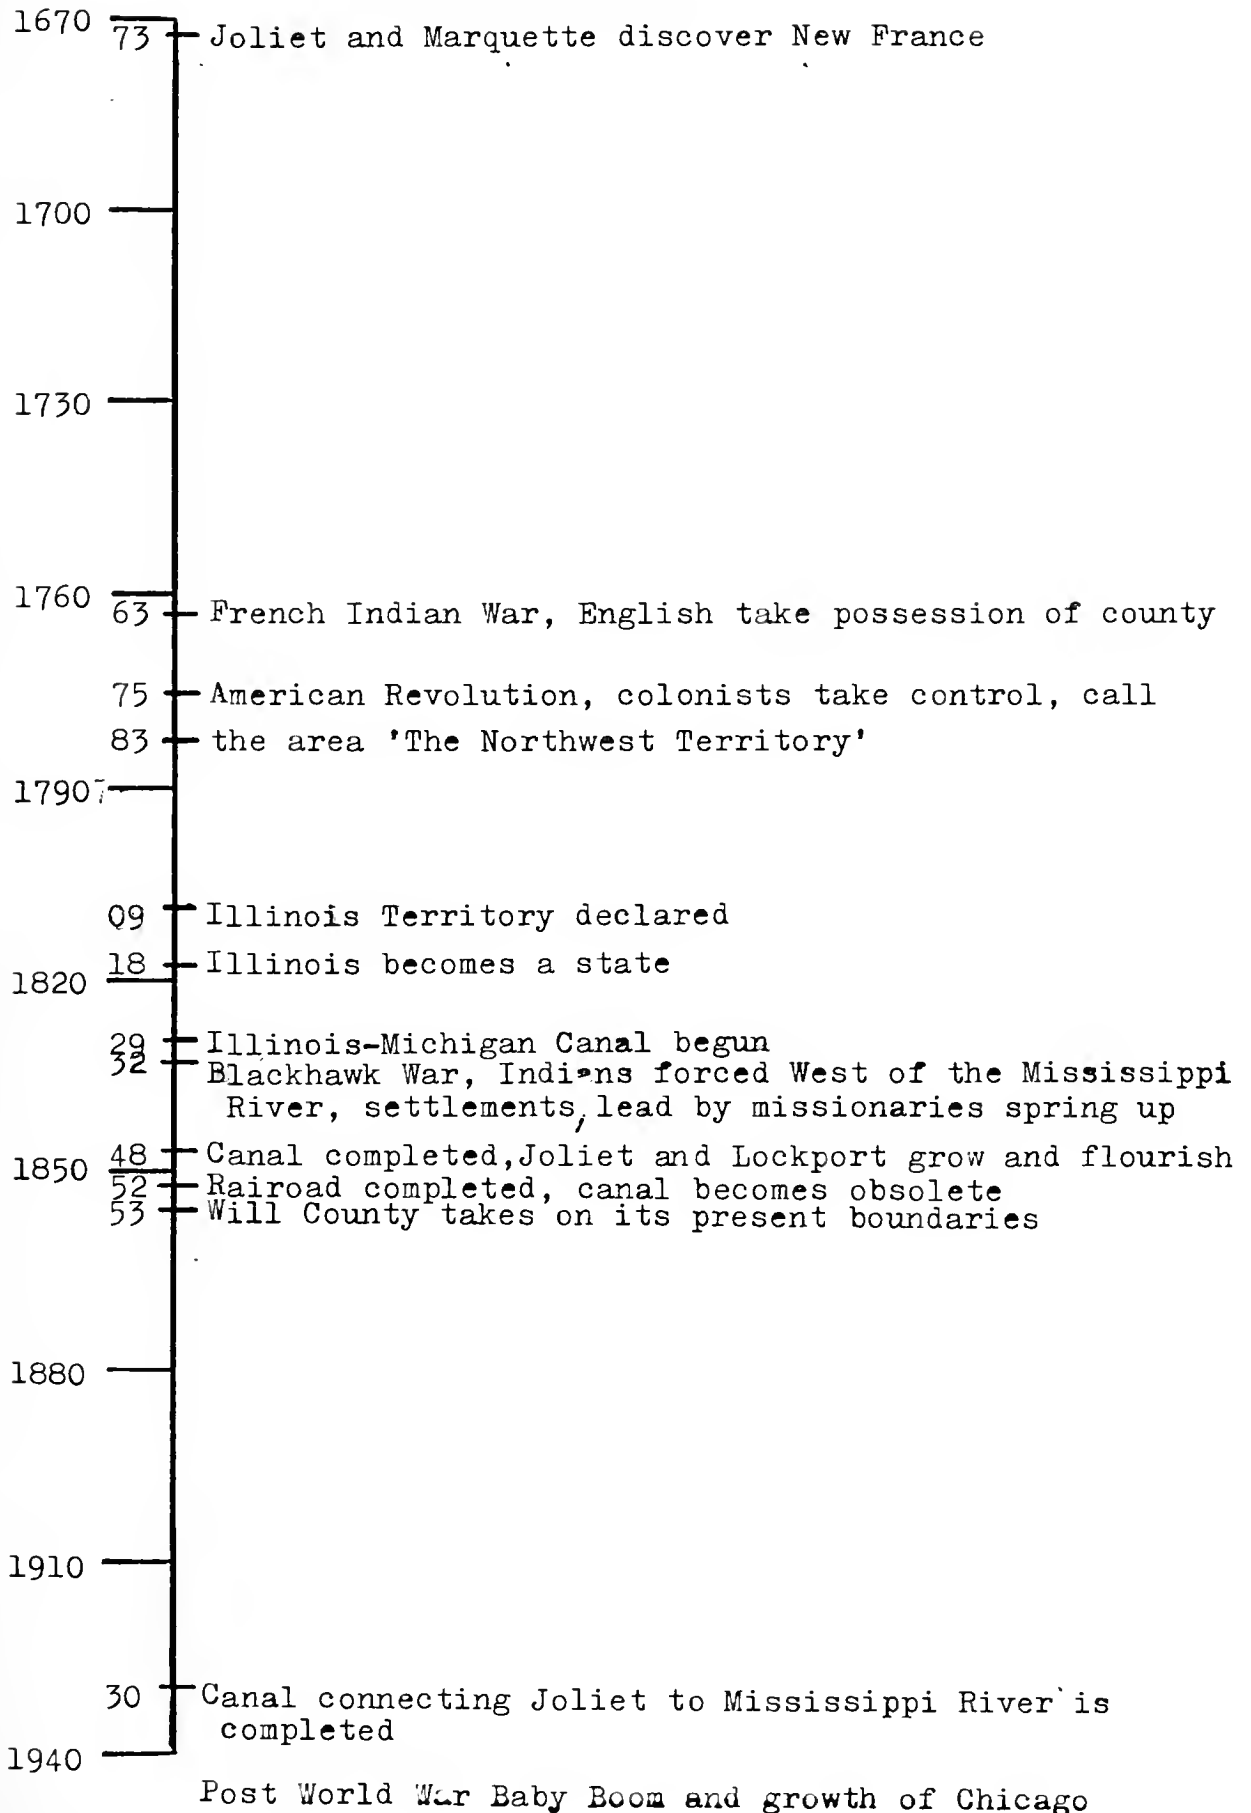 1670
73 Joliet and Marquette discover New France
1700
1730
1760
63 French Indian War, English take possession of county
75 American Revolution, colonists take control, call
83 the area 'The Northwest Territory'
1790
09 Illinois Territory declared
18 Illinois becomes a state
1820
29 Illinois-Michigan Canal begun
32 Blackhawk War, Indians forced West of the Mississippi
River, settlements, lead by missionaries spring up
48 Canal completed,Joliet and Lockport grow and flourish
1850
52 Rairoad completed, canal becomes obsolete
53 Will County takes on its present boundaries
1880
1910
30 Canal connecting Joliet to Mississippi River is
completed
1940
Post World War Baby Boom and growth of Chicago